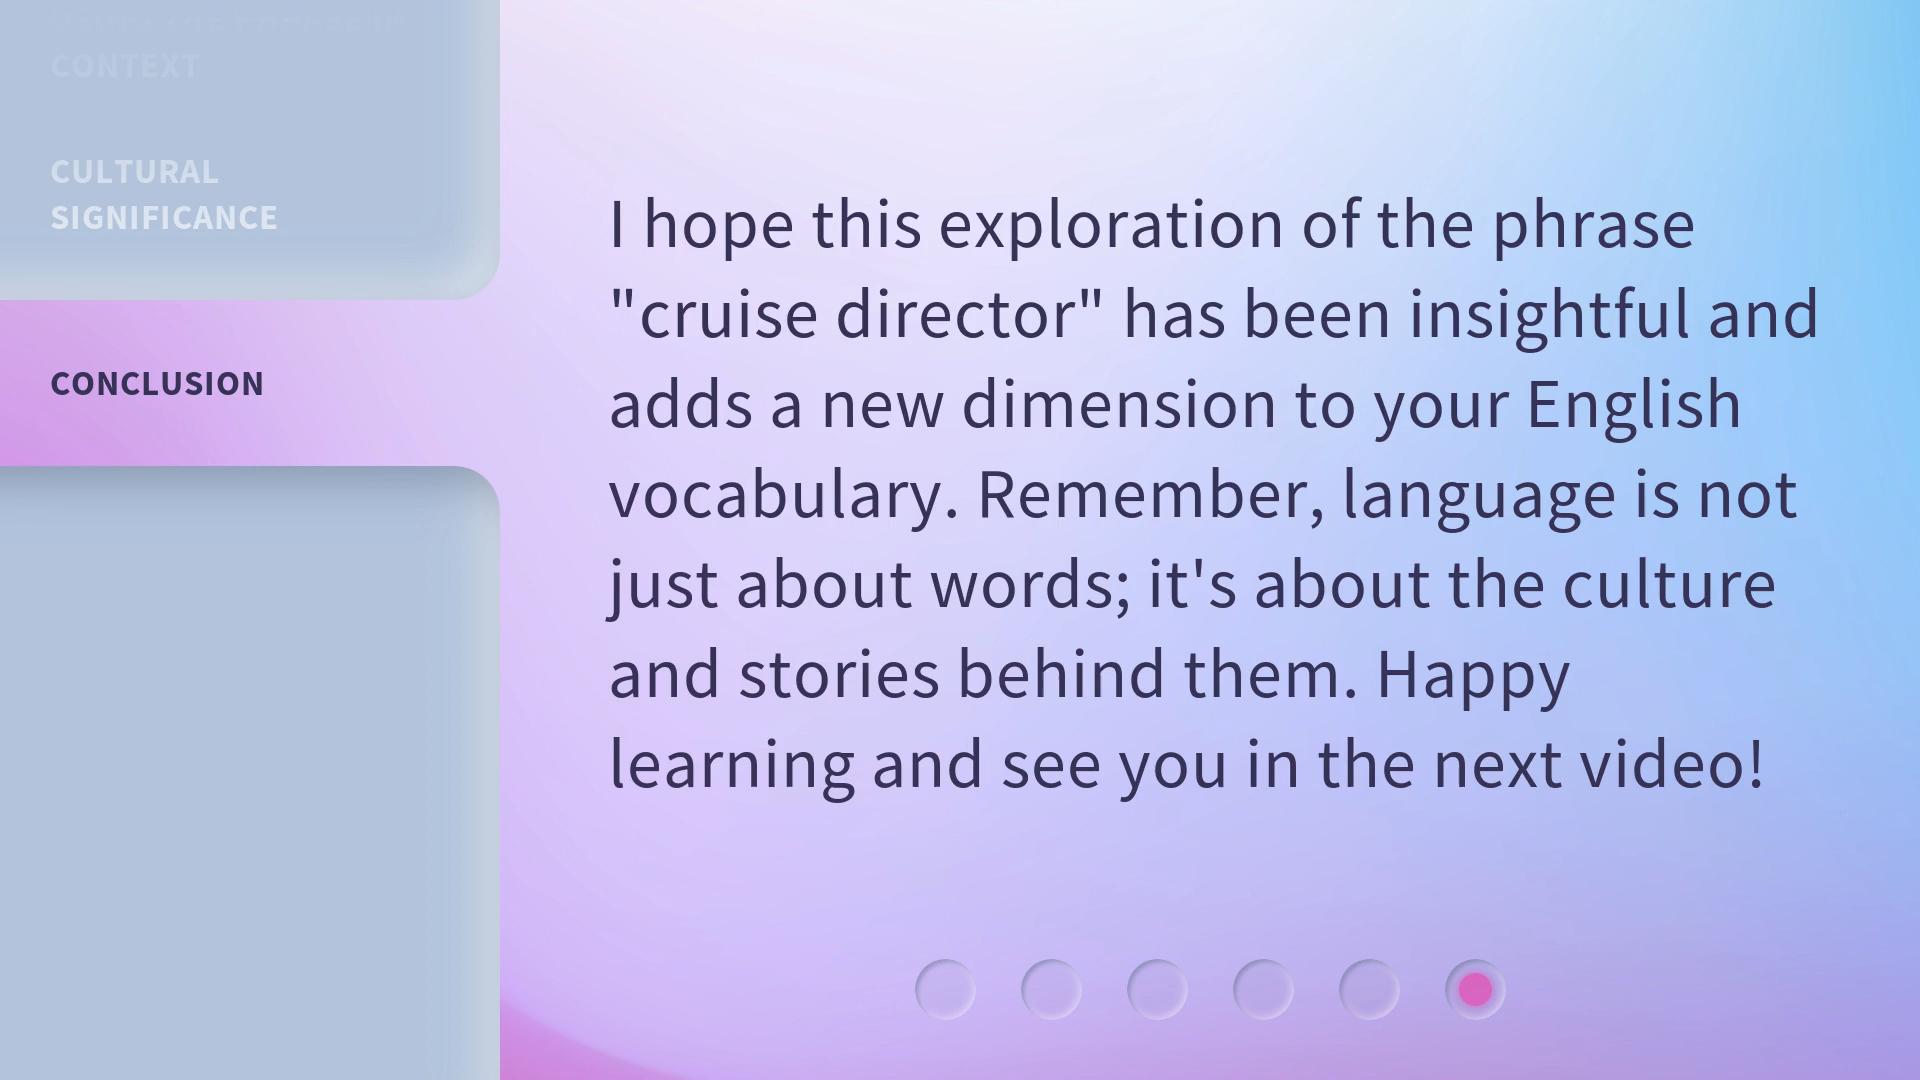 CONTEXT
CULTURAL
SIGNIFICANCE
CONCLUSION
I hope this exploration of the phrase
"cruise director" has been insightful and
adds a new dimension to your English
vocabulary. Remember, language is not
just about words; it's about the culture
and stories behind them. Happy
learning and see you in the next video!